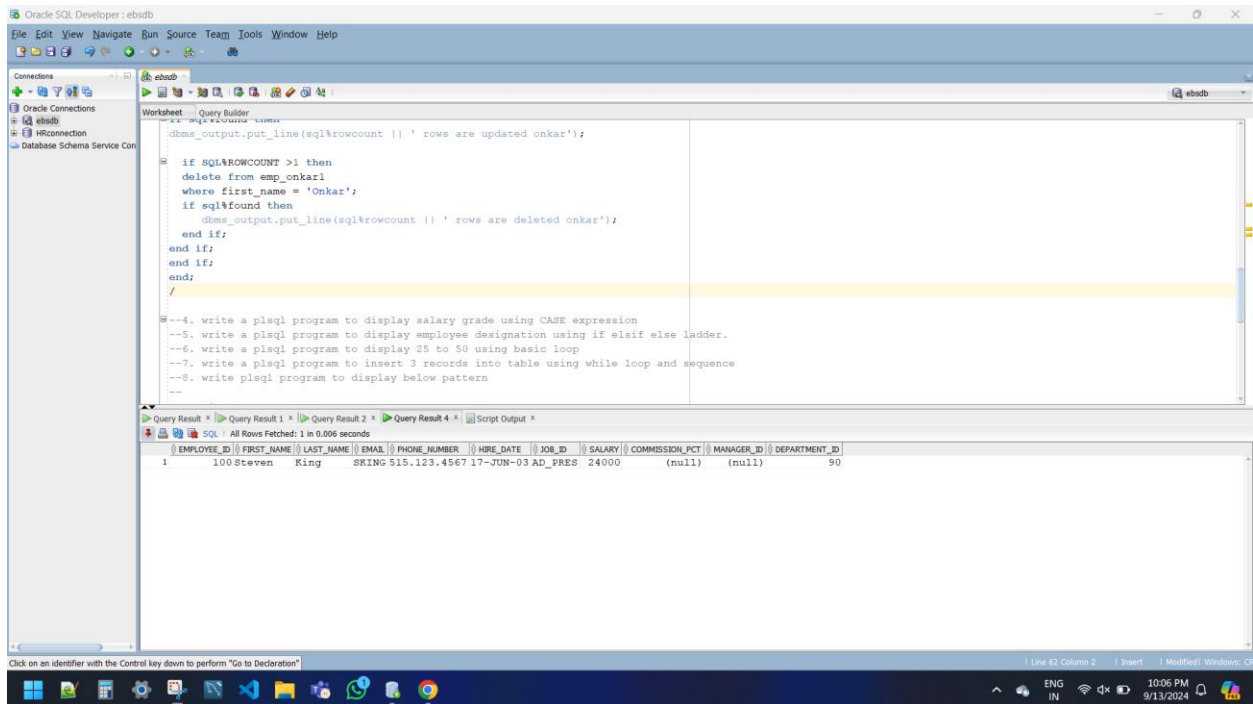 Oracle SQL Developer : ebsdb
File Edit View Navigate Run Source Team Tools Window Help
Connections
ebsdb
ebsdb
Oracle Connections
ebsdb
HRconnection
Database Schema Service Con
Worksheet Query Builder
if sql%found then
dbms_output.put_line(sql%rowcount || ' rows are updated onkar');
if SQL%ROWCOUNT >1 then
delete from emp_onkar1
where first_name = 'Onkar';
if sql%found then
dbms_output.put_line(sql%rowcount || ' rows are deleted onkar');
end if;
end if;
end if;
end;
/
--4. write a plsql program to display salary grade using CASE expression
--5. write a plsql program to display employee designation using if elsif else ladder.
--6. write a plsql program to display 25 to 50 using basic loop
--7. write a plsql program to insert 3 records into table using while loop and sequence
--8. write plsql program to display below pattern
--
Query Result Query Result 1 Query Result 2 Query Result 4 Script Output
SQL | All Rows Fetched: 1 in 0.006 seconds
EMPLOYEE_ID FIRST_NAME LAST_NAME EMAIL PHONE_NUMBER HIRE_DATE JOB_ID SALARY COMMISSION_PCT MANAGER_ID DEPARTMENT_ID
1 100 Steven King SKING 515.123.4567 17-JUN-03 AD_PRES 24000 (null) (null) 90
Click on an identifier with the Control key down to perform "Go to Declaration"
Line 62 Column 2 | Insert | Modified | Windows: CR
ENG
IN
10:06 PM
9/13/2024